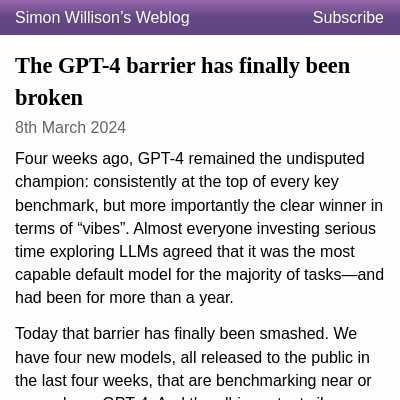 Simon Willison’s Weblog Subscribe
The GPT-4 barrier has finally been
broken
8th March 2024
Four weeks ago, GPT-4 remained the undisputed
champion: consistently at the top of every key
benchmark, but more importantly the clear winner in
terms of “vibes”. Almost everyone investing serious
time exploring LLMs agreed that it was the most
capable default model for the majority of tasks—and
had been for more than a year.
Today that barrier has finally been smashed. We
have four new models, all released to the public in
the last four weeks, that are benchmarking near or